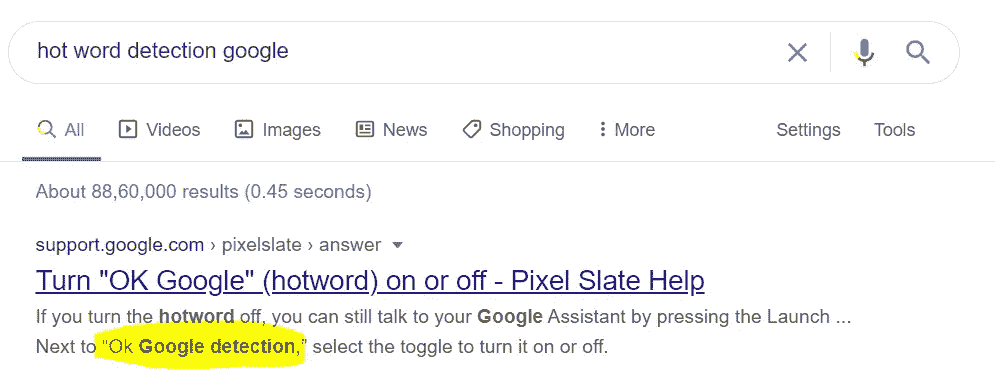 hot word detection google
All Videos Images News Shopping More Settings Tools
About 88,60,000 results (0.45 seconds)
support.google.com › pixelslate › answer
Turn "OK Google" (hotword) on or off - Pixel Slate Help
If you turn the hotword off, you can still talk to your Google Assistant by pressing the Launch ...
Next to “Ok Google detection,” select the toggle to turn it on or off.